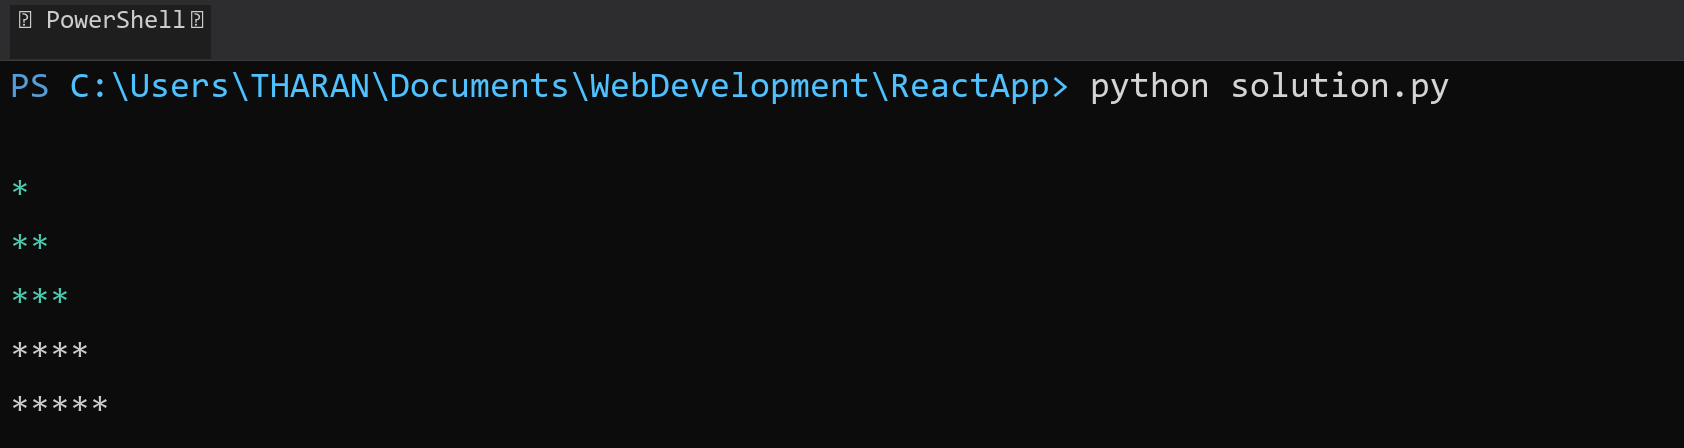 PowerShell
PS C:\Users\THARAN\Documents\WebDevelopment\ReactApp> python solution.py
*
**
***
****
*****